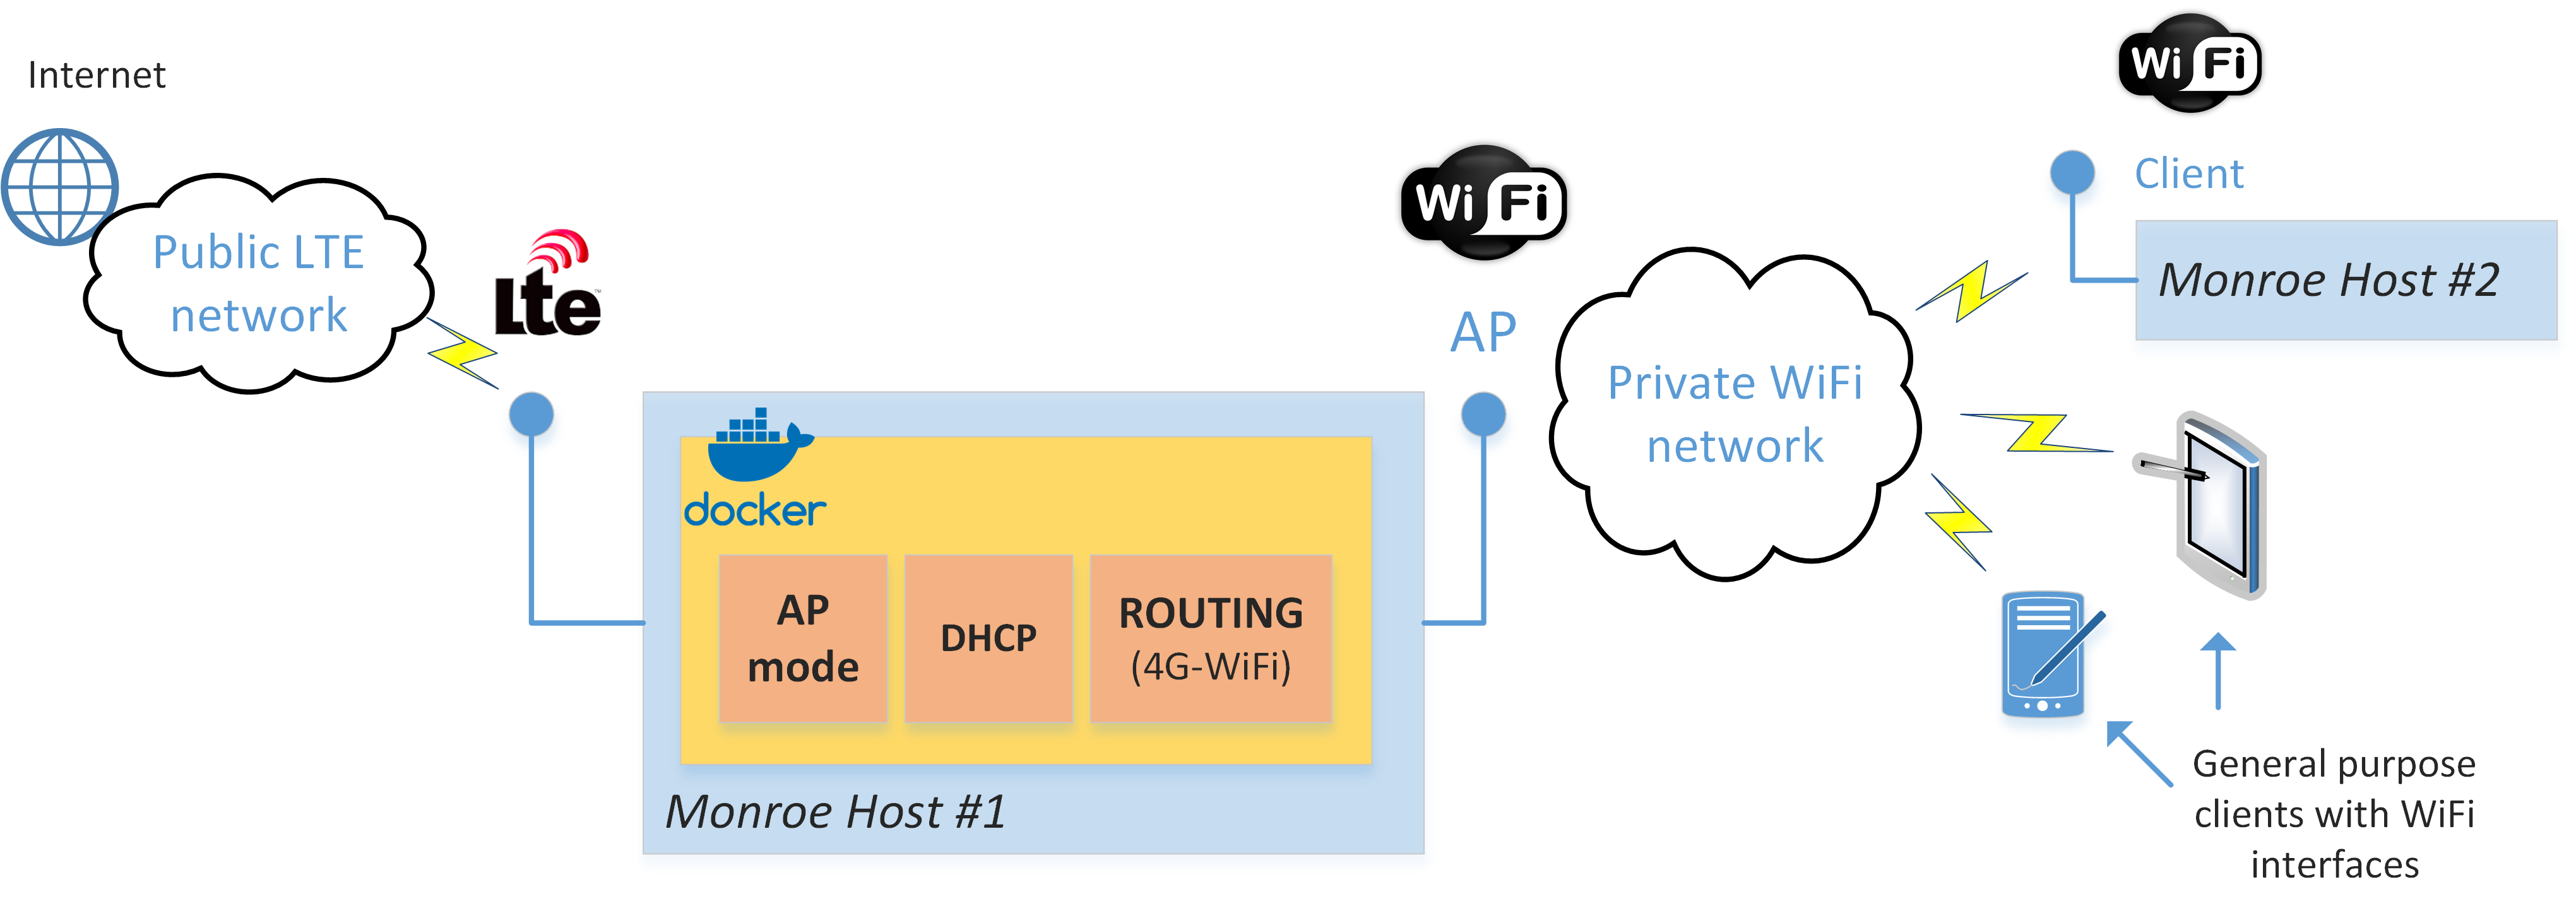 Internet
Public LTE
network
Lte
™
docker
AP
mode
DHCP
ROUTING
(4G-WiFi)
Monroe Host #1
Wi Fi
AP
Private WiFi
network
Wi Fi
Client
Monroe Host #2
General purpose
clients with WiFi
interfaces